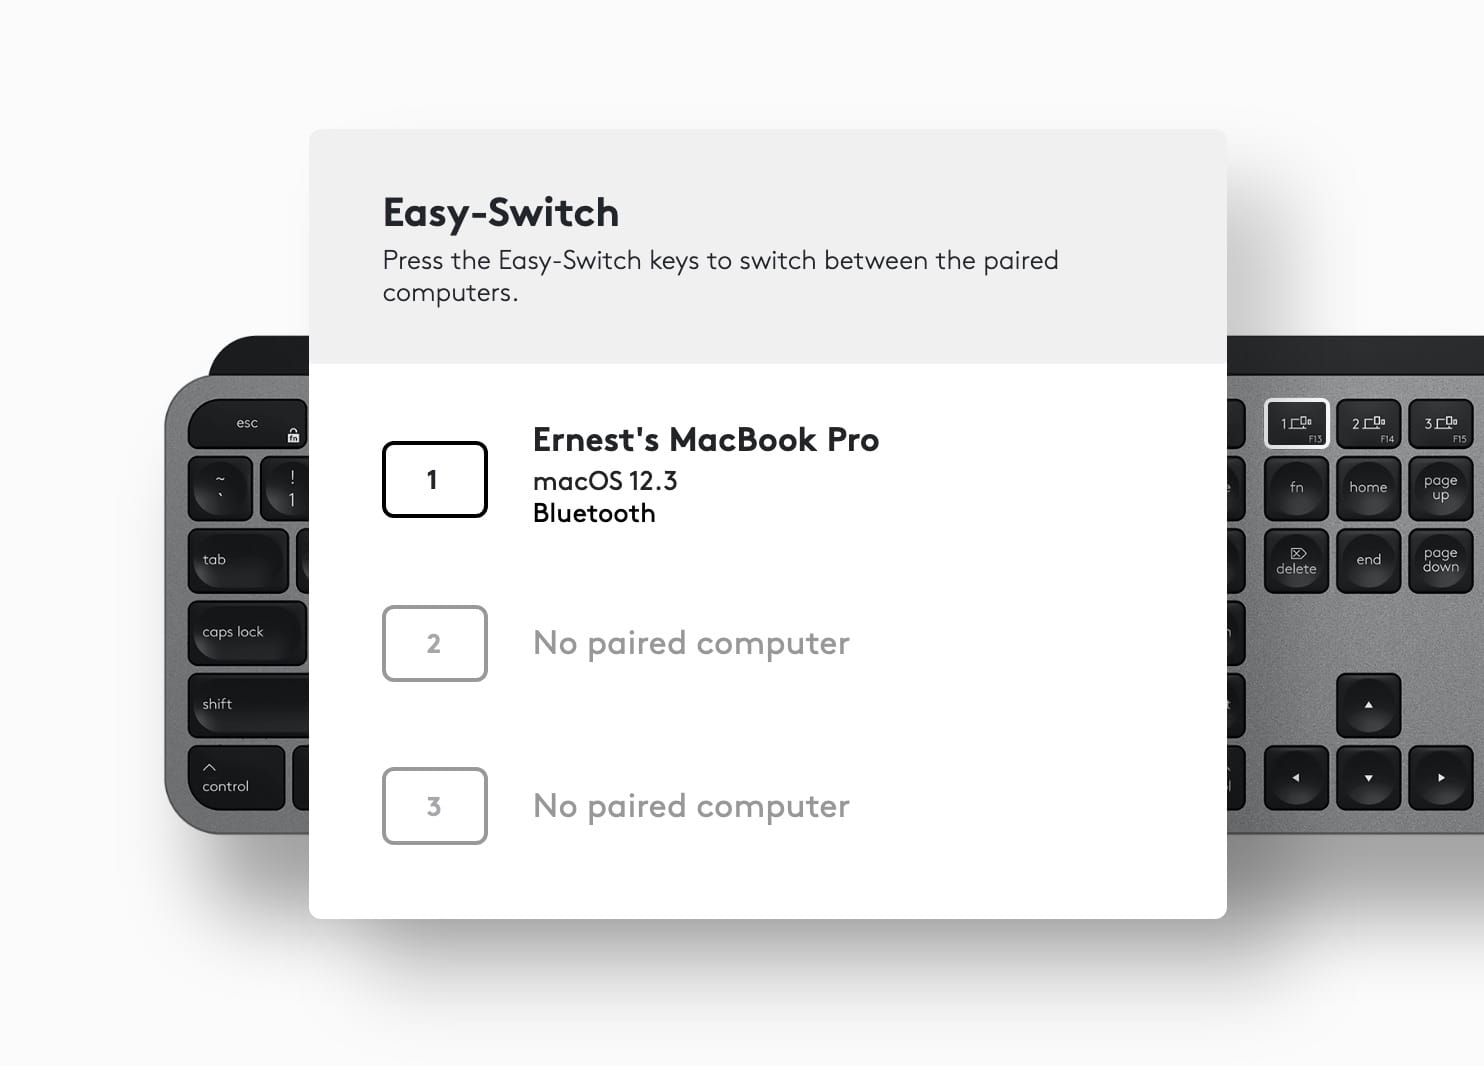 Easy-Switch
Press the Easy-Switch keys to switch between the paired
computers.
1
Ernest's MacBook Pro
macOS 12.3
Bluetooth
2
No paired computer
3
No paired computer
esc
fn
~
`
!
1
tab
caps lock
shift
control
1
F13
2
F14
3
F15
fn
home
page
up
delete
end
page
down